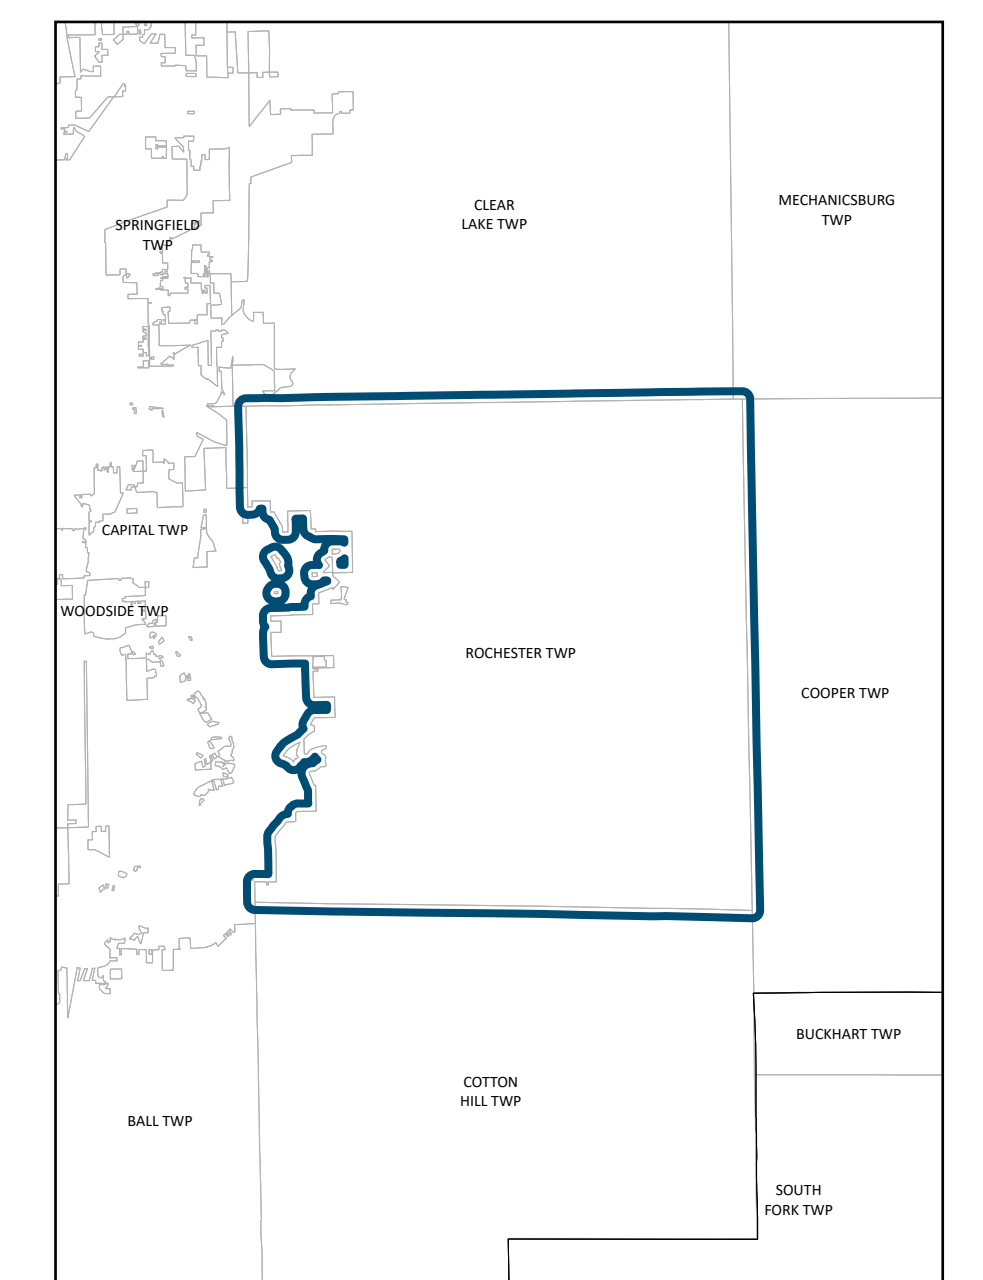 CLEAR
LAKE TWP
MECHANICSBURG
TWP
SPRINGFIELD
TWP
CAPITAL TWP
WOODSIDE TWP
ROCHESTER TWP
COOPER TWP
BUCKHART TWP
COTTON
HILL TWP
BALL TWP
SOUTH
FORK TWP